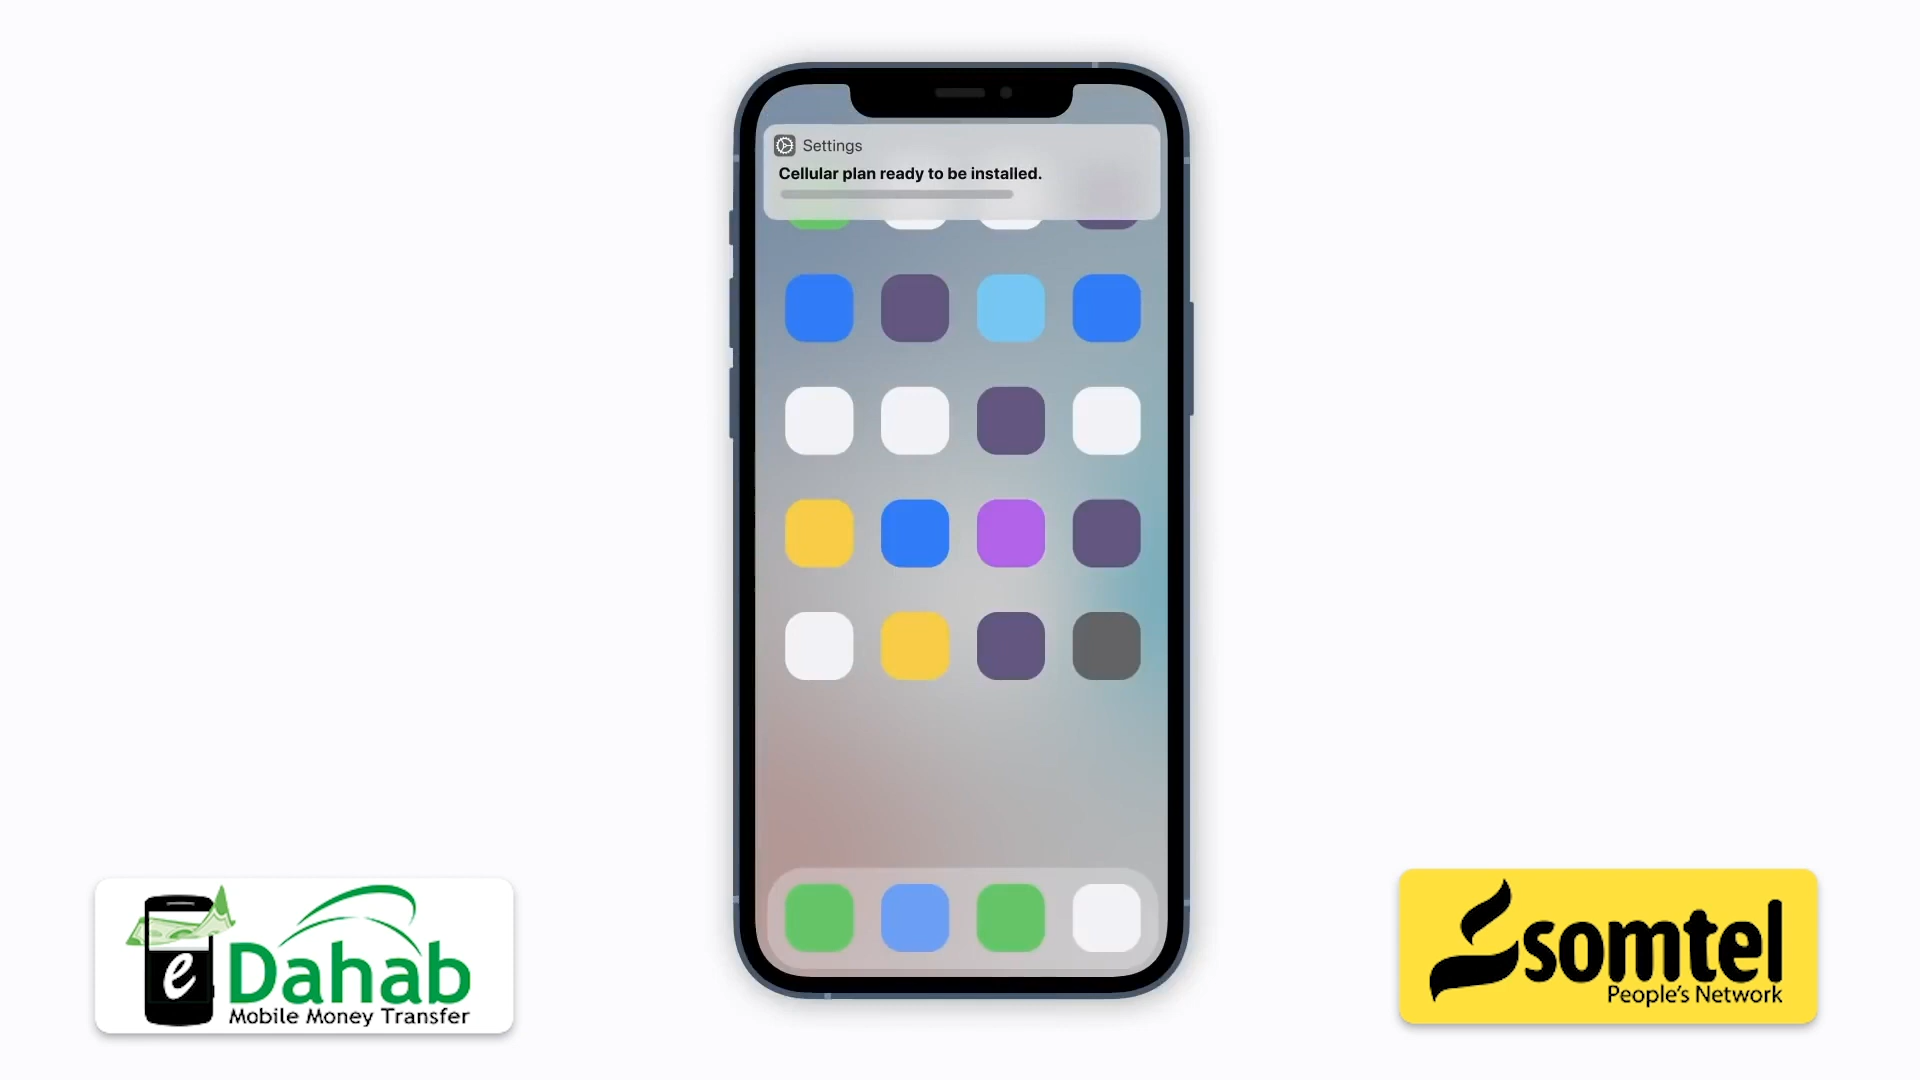 Settings
Cellular plan ready to be installed.
e
Dahab
Mobile Money Transfer
somtel
People's Network